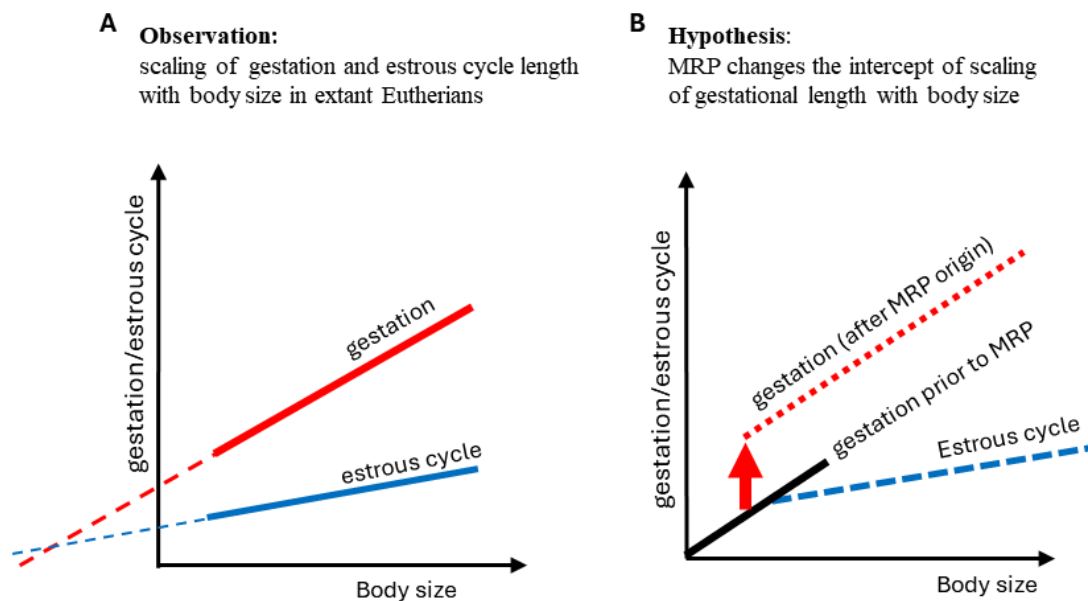 A
Observation:
scaling of gestation and estrous cycle length
with body size in extant Eutherians
gestation/estrous cycle
gestation
estrous cycle
Body size
B
Hypothesis:
MRP changes the intercept of scaling
of gestational length with body size
gestation/estrous cycle
gestation (after MRP origin)
gestation prior to MRP
Estrous cycle
Body size